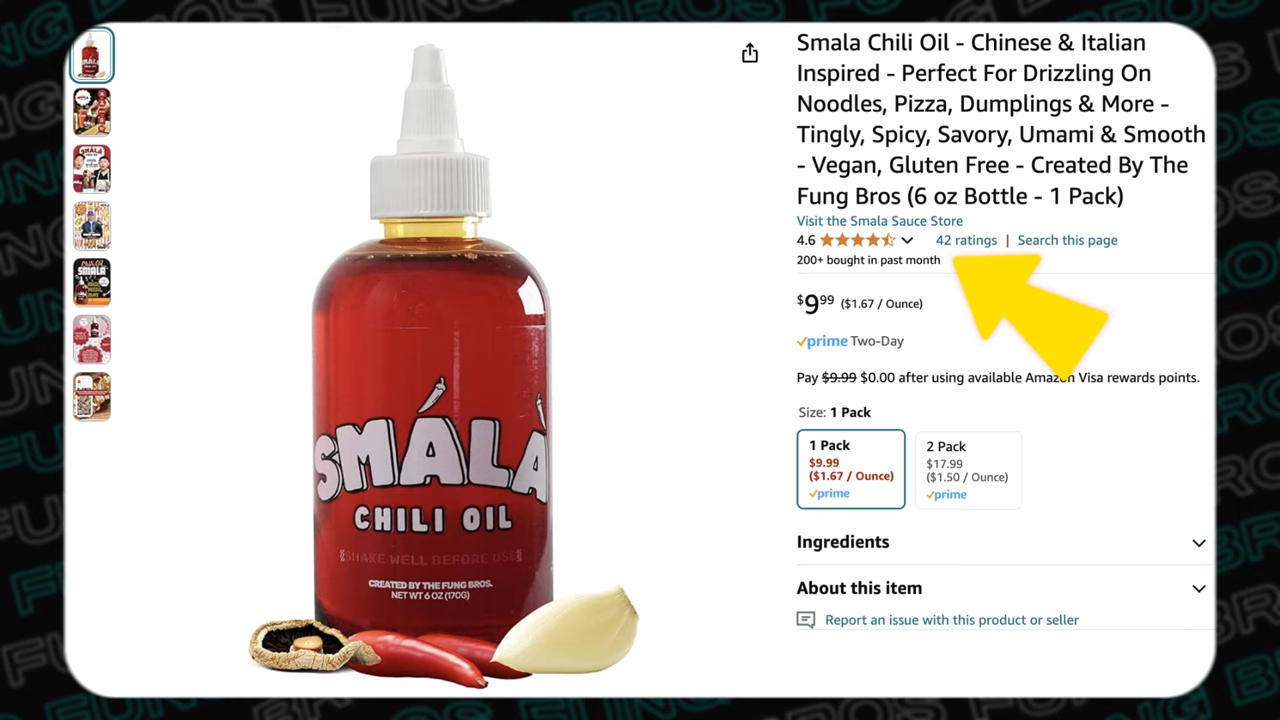 Smala Chili Oil - Chinese & Italian
Inspired - Perfect For Drizzling On
Noodles, Pizza, Dumplings & More -
Tingly, Spicy, Savory, Umami & Smooth
- Vegan, Gluten Free - Created By The
Fung Bros (6 oz Bottle - 1 Pack)
Visit the Smala Sauce Store
4.6 42 ratings | Search this page
200+ bought in past month
$9.99 ($1.67 / Ounce)
prime Two-Day
Pay $9.99 $0.00 after using available Amazon Visa rewards points.
Size: 1 Pack
1 Pack
$9.99
($1.67 / Ounce)
prime
2 Pack
$17.99
($1.50 / Ounce)
prime
Ingredients
About this item
Report an issue with this product or seller
SMÁLÀ
CHILI OIL
SHAKE WELL BEFORE USE
CREATED BY THE FUNG BROS.
NET WT 6 OZ (170G)
FUNG BROS